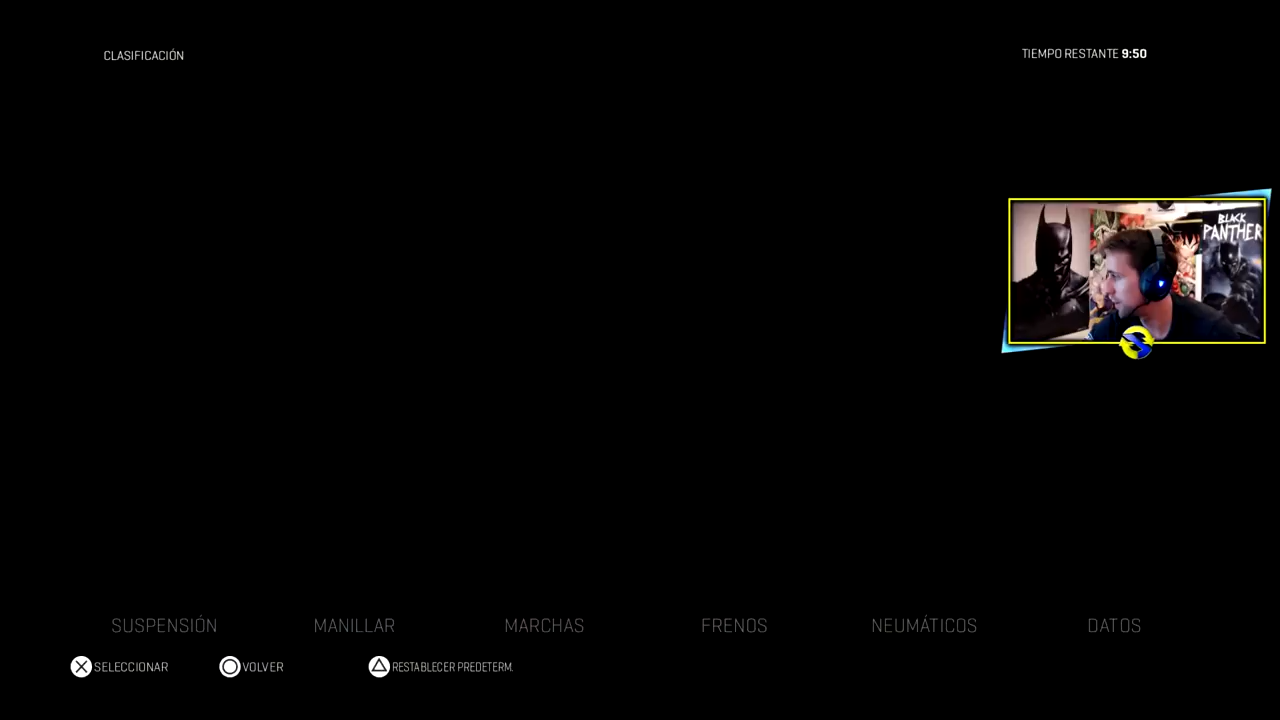 CLASIFICACIÓN
TIEMPO RESTANTE 9:50
BLACK
PANTHER
SUSPENSIÓN MANILLAR MARCHAS FRENOS NEUMÁTICOS DATOS
SELECCIONAR VOLVER RESTABLECER PREDETERM.